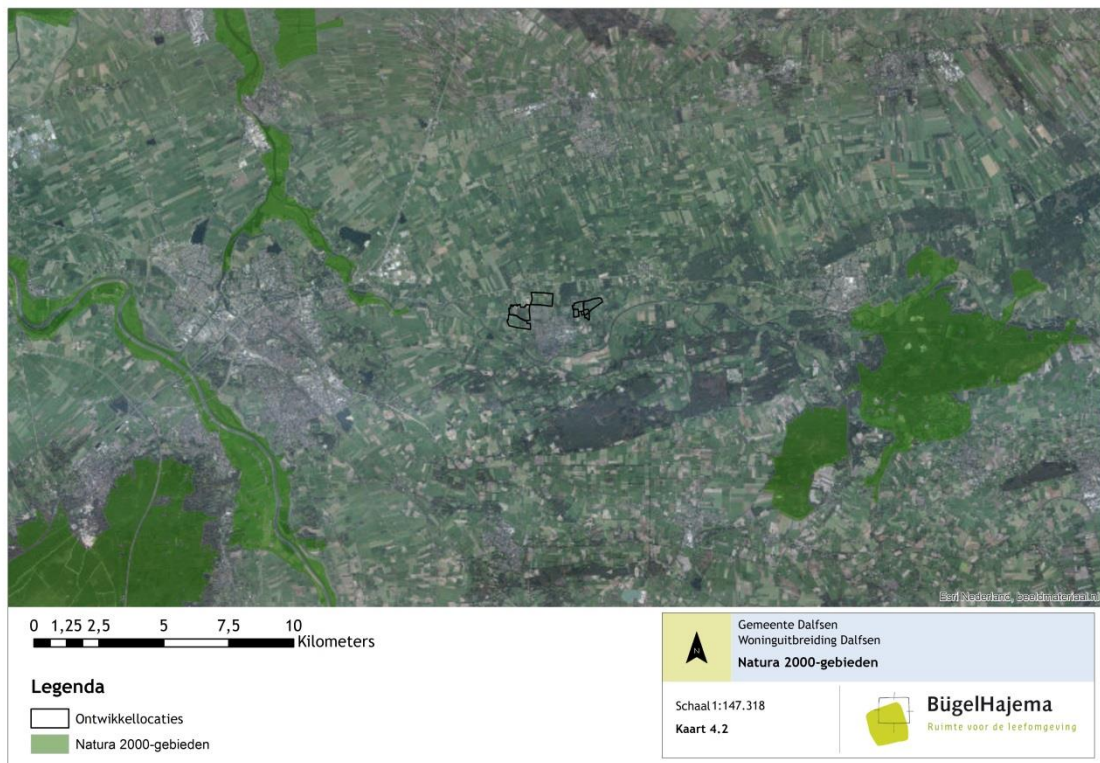 Esri Nederland, beeldmateriaal.nl
0 1,25 2,5 5 7,5 10
Kilometers
Legenda
Ontwikkellocaties
Natura 2000-gebieden
N
Gemeente Dalfsen
Woninguitbreiding Dalfsen
Natura 2000-gebieden
Schaal 1:147.318
Kaart 4.2
BügelHajema
Ruimte voor de leefomgeving